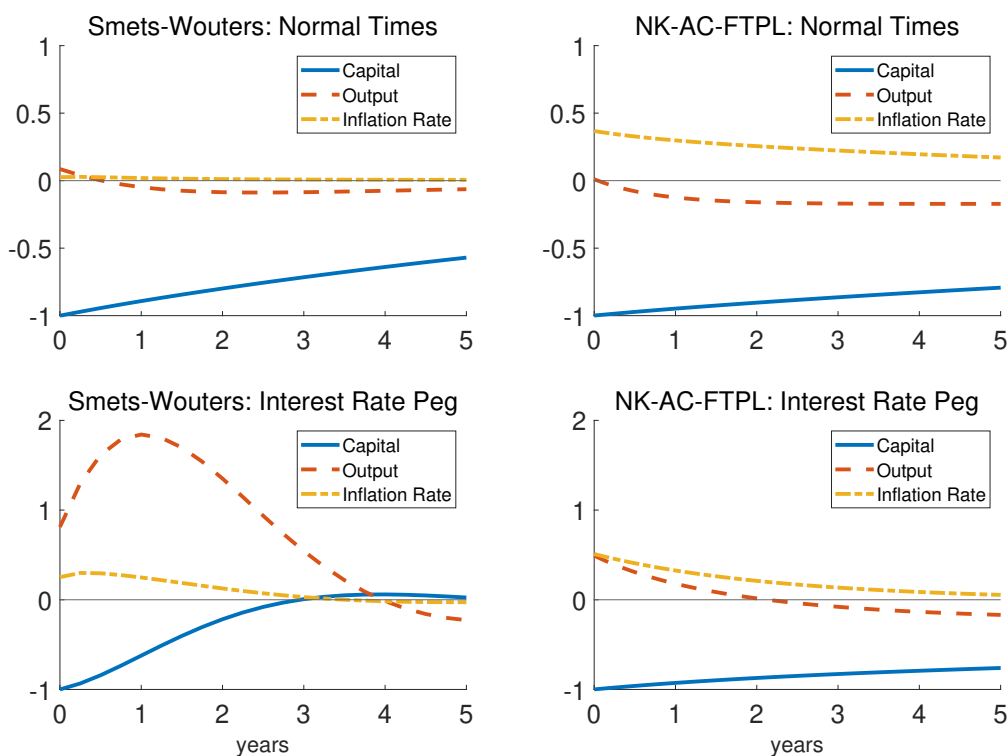 Smets-Wouters: Normal Times
1
0.5
0
-0.5
-1
0 1 2 3 4 5
Capital
Output
Inflation Rate
NK-AC-FTPL: Normal Times
1
0.5
0
-0.5
-1
0 1 2 3 4 5
Capital
Output
Inflation Rate
Smets-Wouters: Interest Rate Peg
2
1
0
-1
0 1 2 3 4 5
years
Capital
Output
Inflation Rate
NK-AC-FTPL: Interest Rate Peg
2
1
0
-1
0 1 2 3 4 5
years
Capital
Output
Inflation Rate